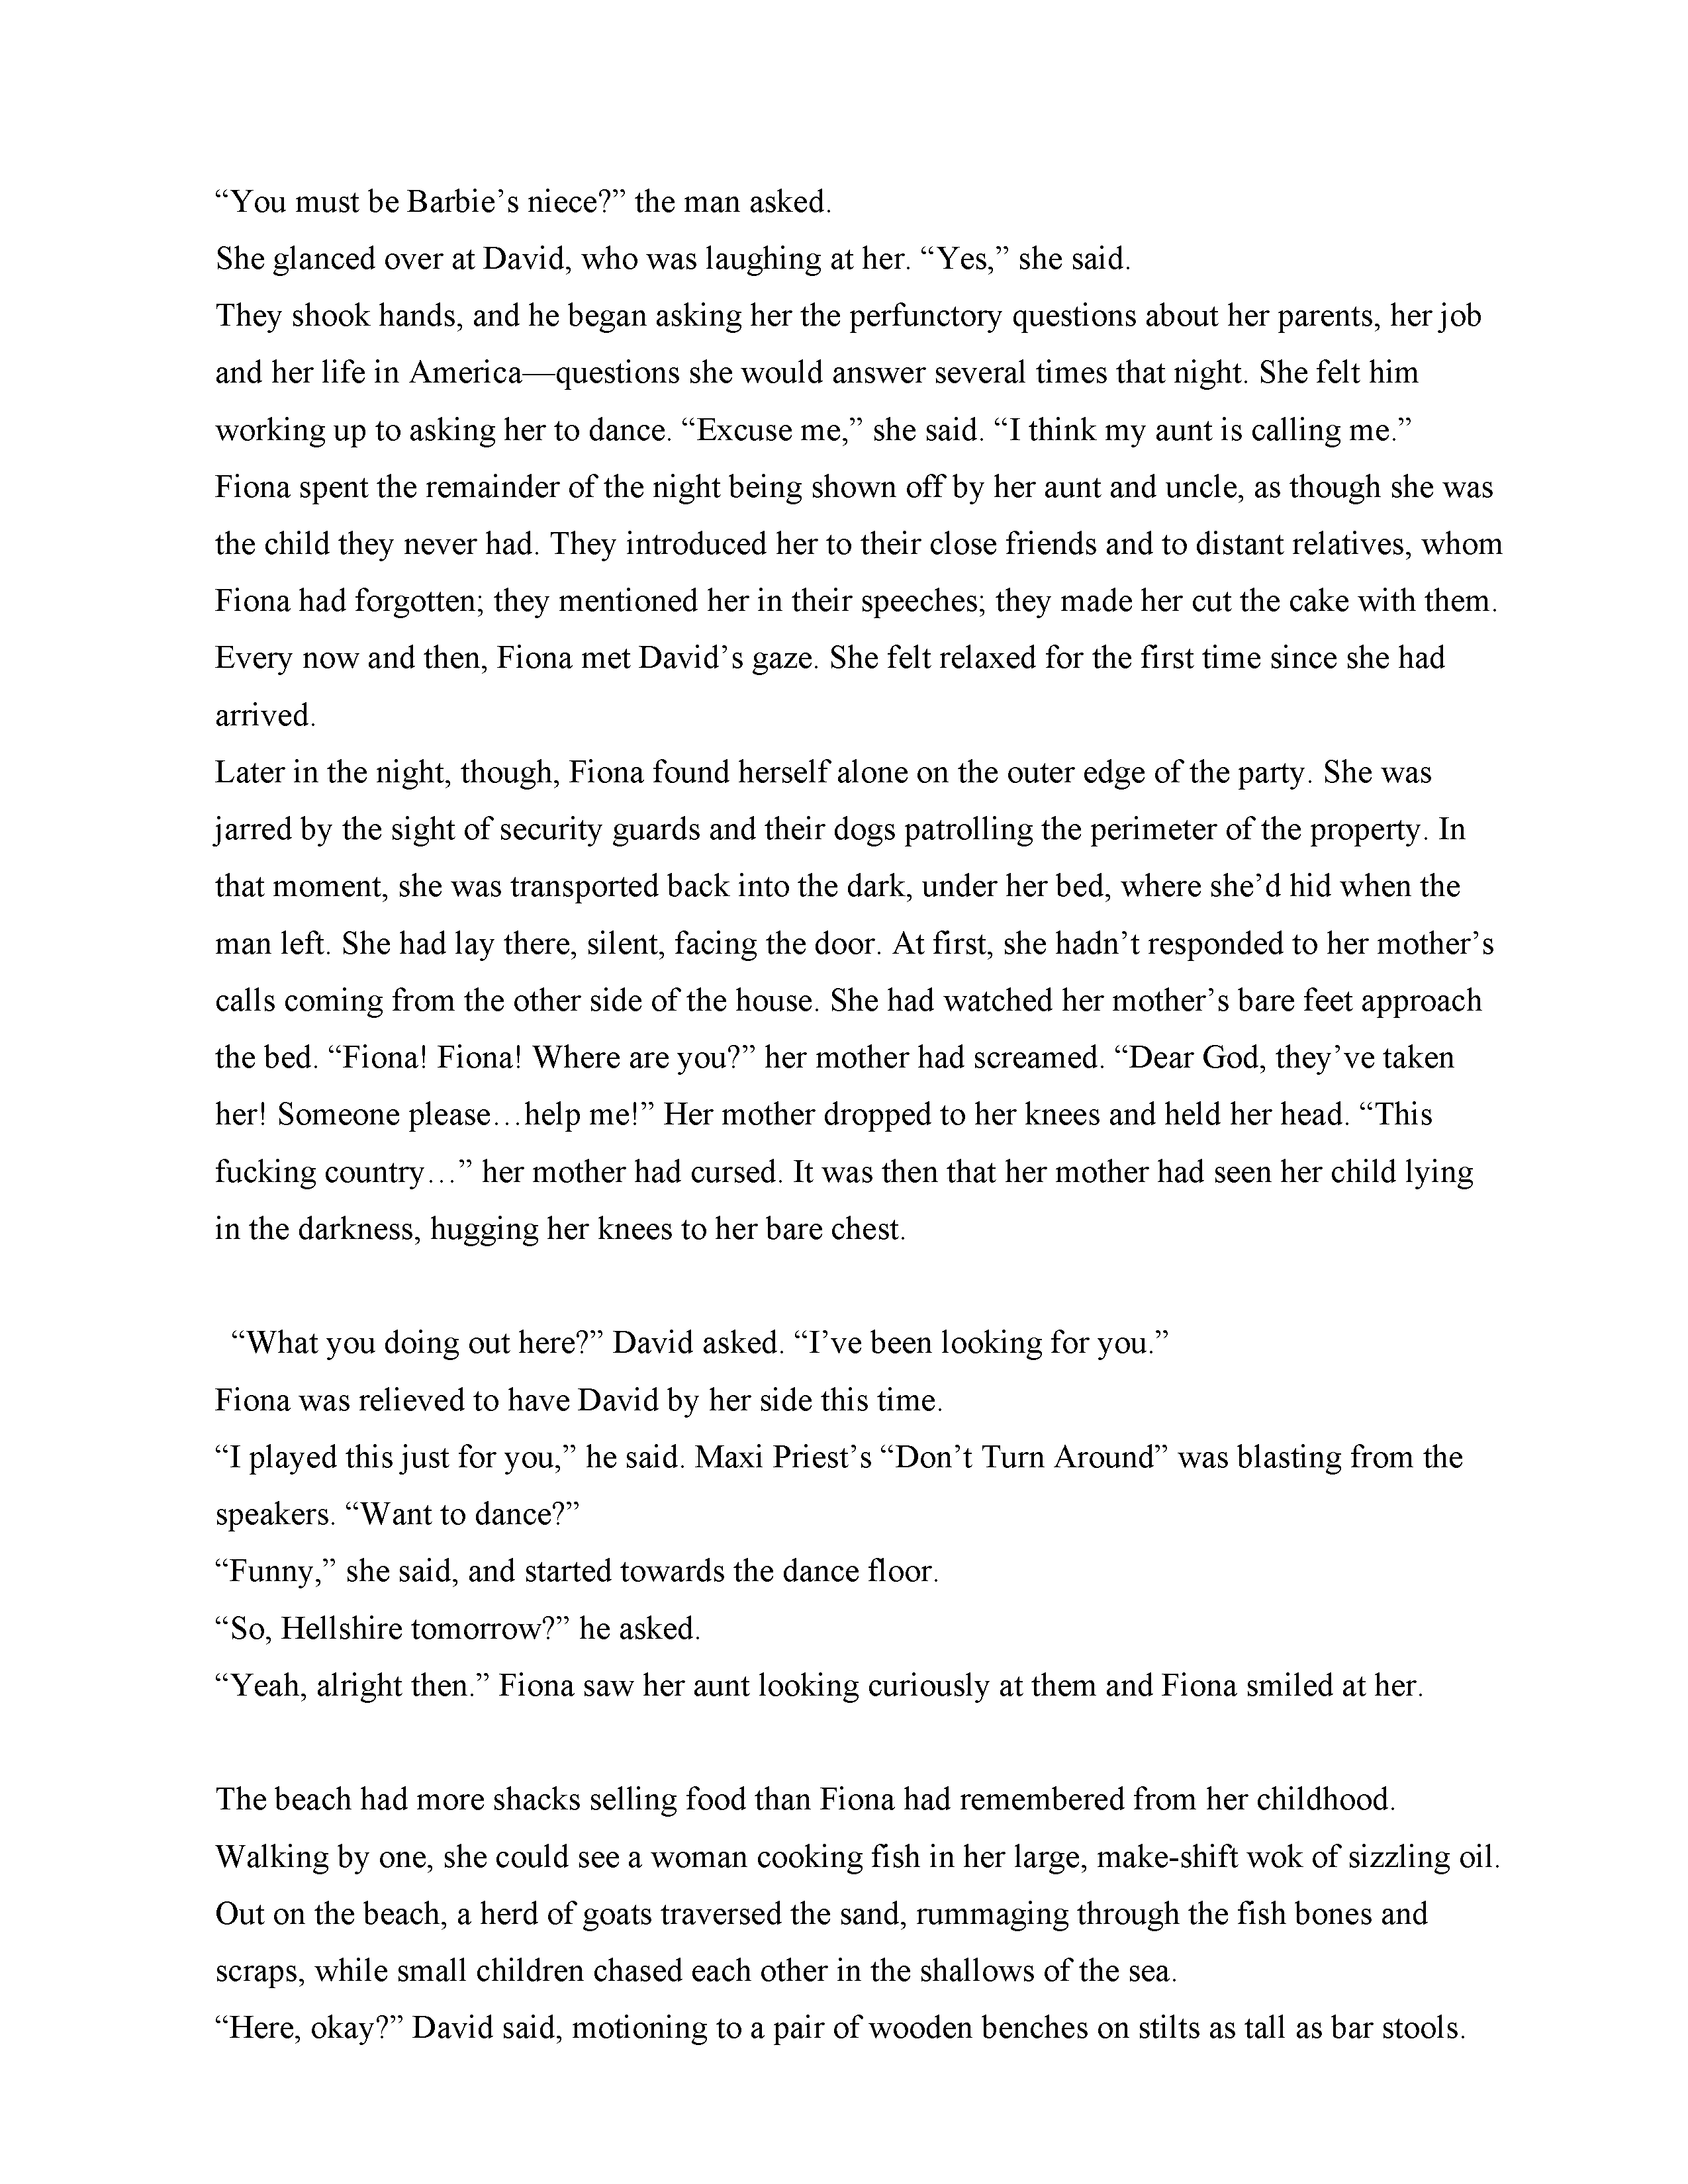 “You must be Barbie’s niece?” the man asked.
She glanced over at David, who was laughing at her. “Yes,” she said.
They shook hands, and he began asking her the perfunctory questions about her parents, her job
and her life in America—questions she would answer several times that night. She felt him
working up to asking her to dance. “Excuse me,” she said. “I think my aunt is calling me.”
Fiona spent the remainder of the night being shown off by her aunt and uncle, as though she was
the child they never had. They introduced her to their close friends and to distant relatives, whom
Fiona had forgotten; they mentioned her in their speeches; they made her cut the cake with them.
Every now and then, Fiona met David’s gaze. She felt relaxed for the first time since she had
arrived.
Later in the night, though, Fiona found herself alone on the outer edge of the party. She was
jarred by the sight of security guards and their dogs patrolling the perimeter of the property. In
that moment, she was transported back into the dark, under her bed, where she’d hid when the
man left. She had lay there, silent, facing the door. At first, she hadn’t responded to her mother’s
calls coming from the other side of the house. She had watched her mother’s bare feet approach
the bed. “Fiona! Fiona! Where are you?” her mother had screamed. “Dear God, they’ve taken
her! Someone please…help me!” Her mother dropped to her knees and held her head. “This
fucking country…” her mother had cursed. It was then that her mother had seen her child lying
in the darkness, hugging her knees to her bare chest.
“What you doing out here?” David asked. “I’ve been looking for you.”
Fiona was relieved to have David by her side this time.
“I played this just for you,” he said. Maxi Priest’s “Don’t Turn Around” was blasting from the
speakers. “Want to dance?”
“Funny,” she said, and started towards the dance floor.
“So, Hellshire tomorrow?” he asked.
“Yeah, alright then.” Fiona saw her aunt looking curiously at them and Fiona smiled at her.
The beach had more shacks selling food than Fiona had remembered from her childhood.
Walking by one, she could see a woman cooking fish in her large, make-shift wok of sizzling oil.
Out on the beach, a herd of goats traversed the sand, rummaging through the fish bones and
scraps, while small children chased each other in the shallows of the sea.
“Here, okay?” David said, motioning to a pair of wooden benches on stilts as tall as bar stools.